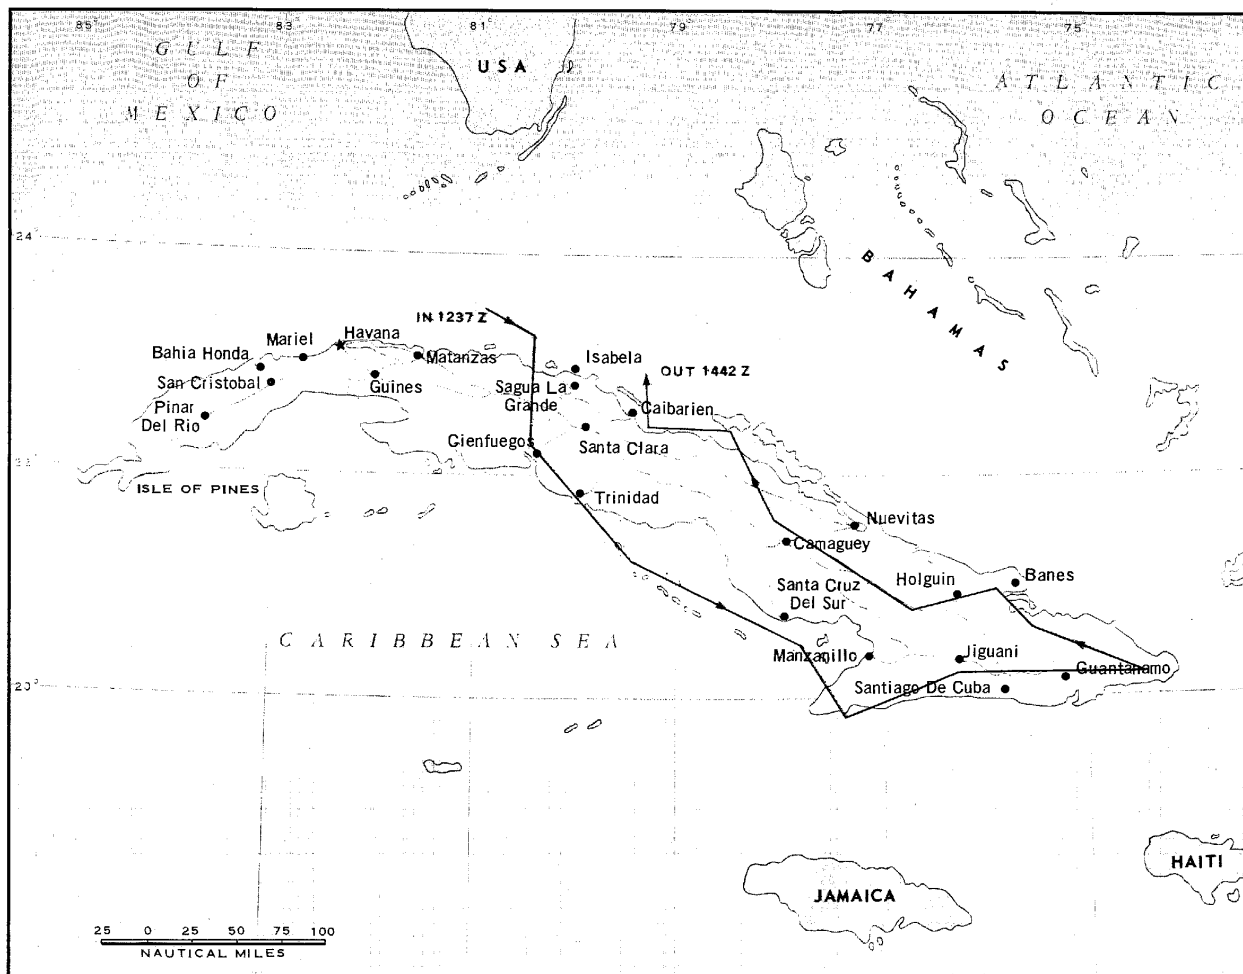 85° 83° 81° 79° 77° 75°
GULF
OF
MEXICO
USA
ATLANTIC
OCEAN
24°
BAHAMAS
IN 1237 Z
Havana
Mariel
Matanzas
Isabela
Bahia Honda
San Cristobal
Guines
Sagua La
Grande
OUT 1442 Z
Pinar
Del Rio
Caibarien
Cienfuegos
Santa Clara
ISLE OF PINES
Trinidad
Nuevitas
Camaguey
Holguin
Banes
Santa Cruz
Del Sur
CARIBBEAN SEA
Manzanillo
Jiguani
Guantanamo
Santiago De Cuba
20°
HAITI
JAMAICA
25 0 25 50 75 100
NAUTICAL MILES